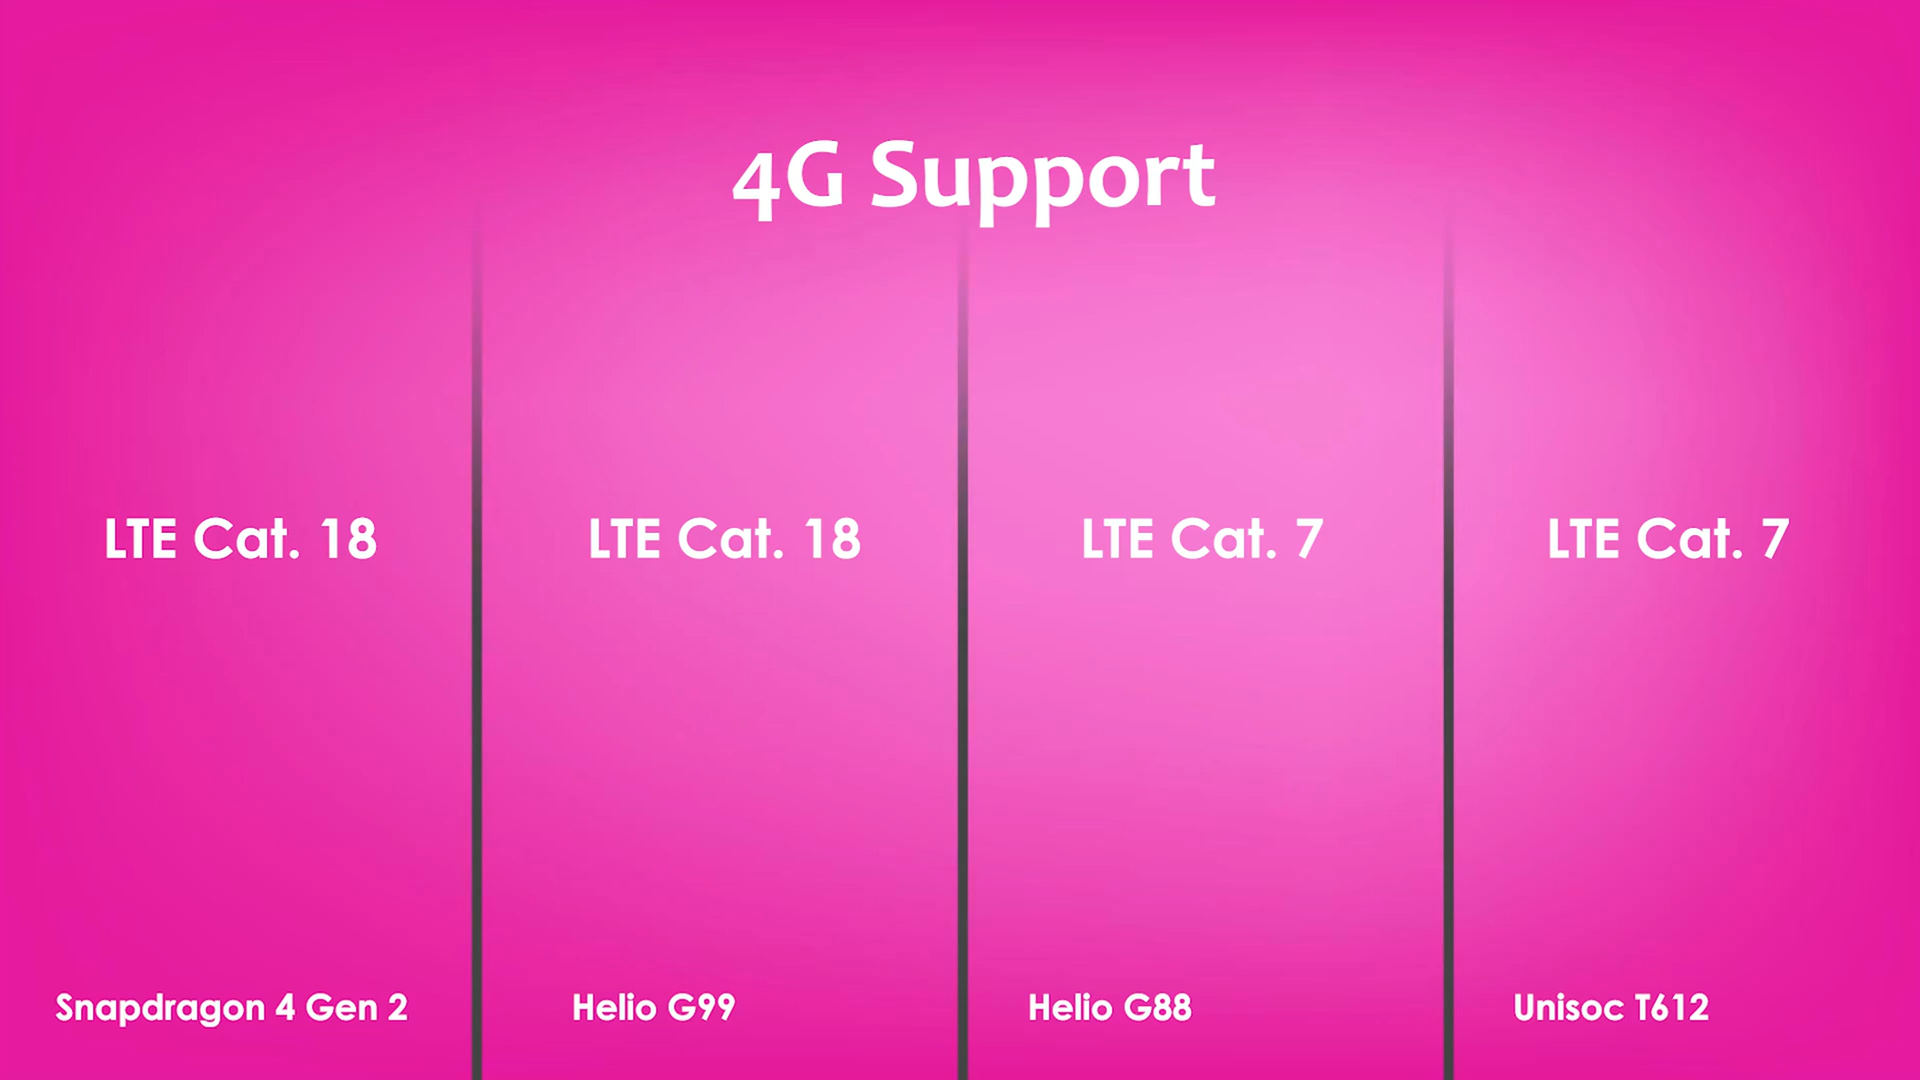 4G Support
LTE Cat. 18
LTE Cat. 18
LTE Cat. 7
LTE Cat. 7
Snapdragon 4 Gen 2
Helio G99
Helio G88
Unisoc T612